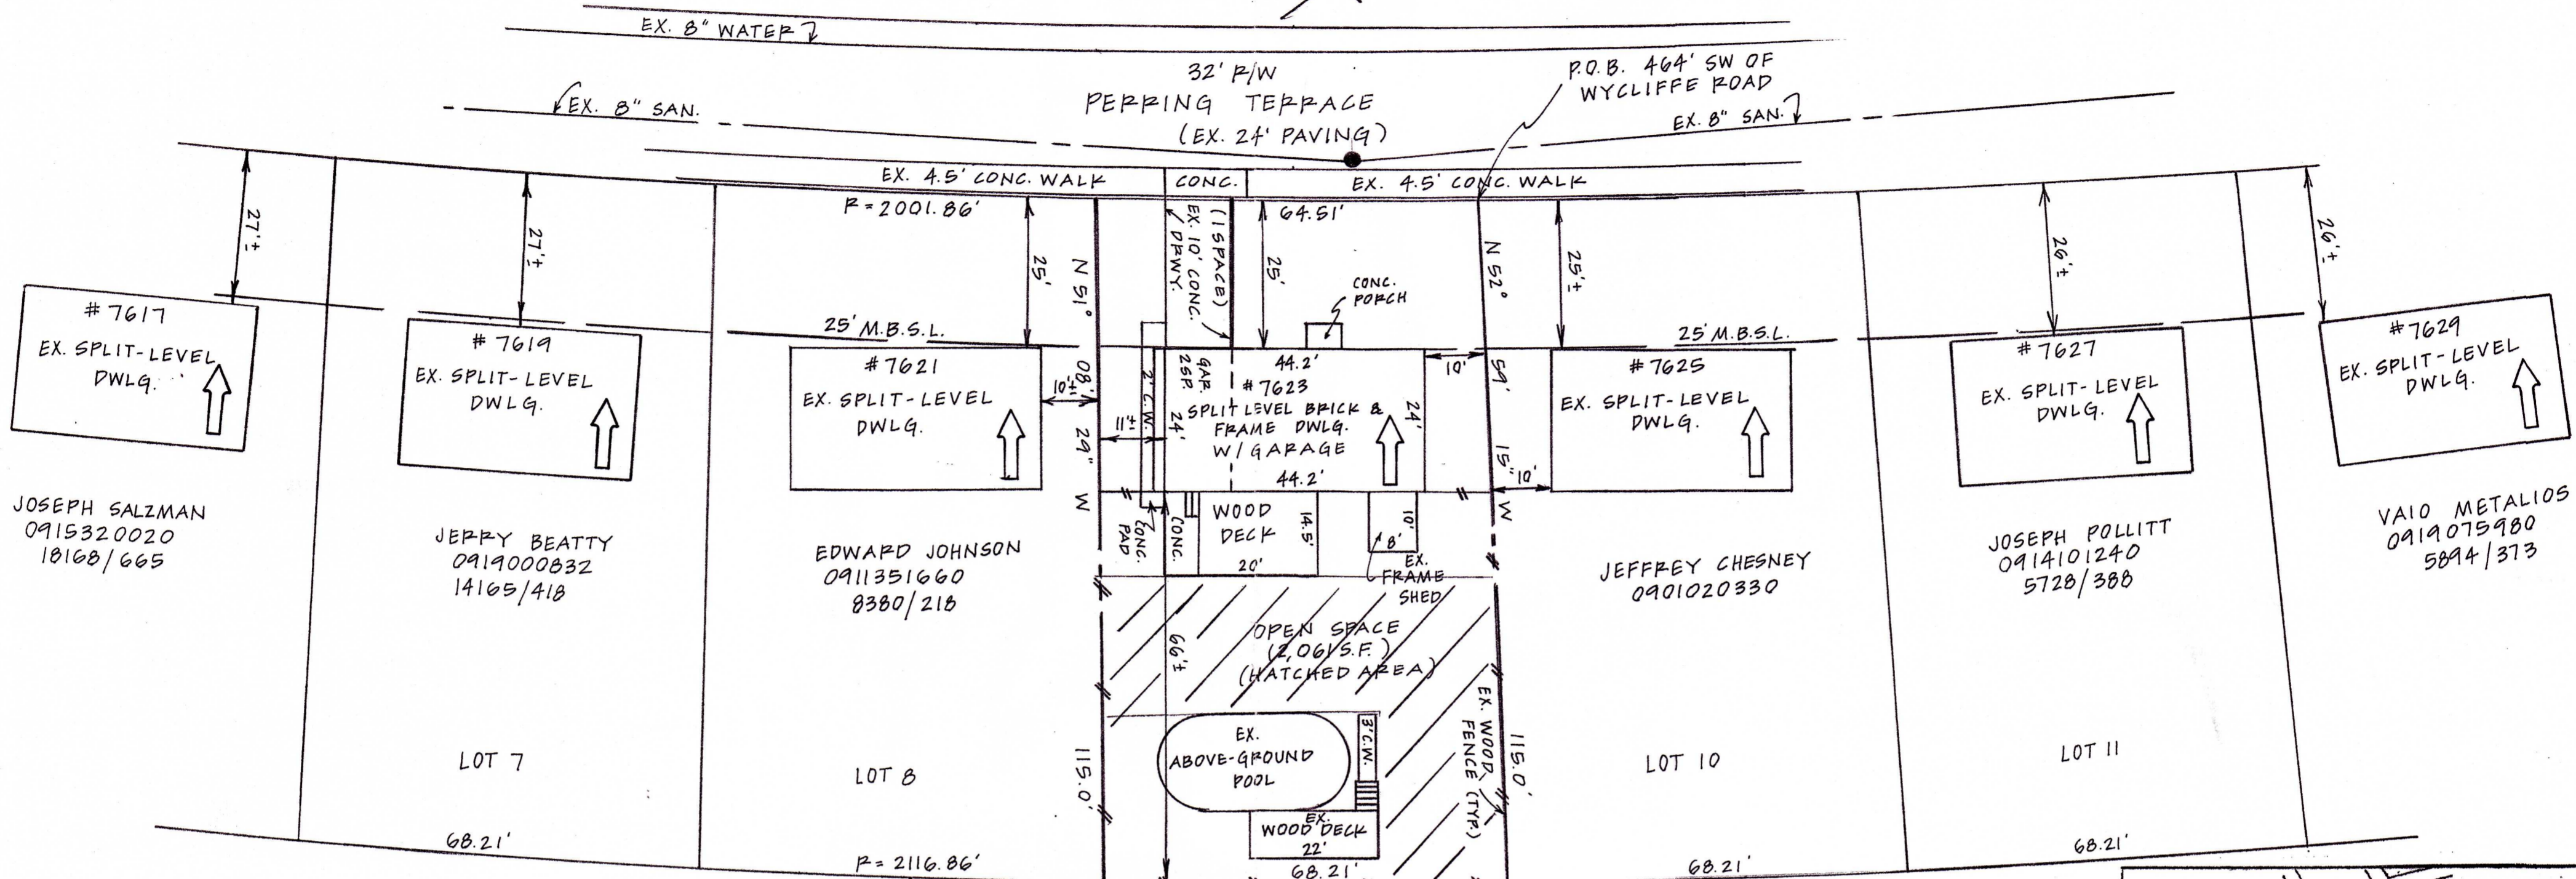 EX. 8" WATER
32' R/W
PERRING TERRACE
(EX. 24' PAVING)
P.O.B. 464' SW OF
WYCLIFFE ROAD
EX. 8" SAN.
EX. 8" SAN.
EX. 4.5' CONC. WALK
CONC.
EX. 4.5' CONC. WALK
R = 2001.86'
64.51'
27'±
27'±
25'
N 51° 08' 29" W
EX. 10' CONC. DRWY.
(1 SPACE)
25'
CONC.
PORCH
N 52° 59' 15" W
25'±
26'±
26'±
25' M.B.S.L.
25' M.B.S.L.
# 7617
EX. SPLIT-LEVEL
DWLG.
# 7619
EX. SPLIT-LEVEL
DWLG.
# 7621
EX. SPLIT-LEVEL
DWLG.
10'±
11'±
2' C.W.
GAR.
2 SP.
24'
44.2'
# 7623
SPLIT LEVEL BRICK &
FRAME DWLG.
W/ GARAGE
44.2'
24'
10'
# 7625
EX. SPLIT-LEVEL
DWLG.
10'
# 7627
EX. SPLIT-LEVEL
DWLG.
# 7629
EX. SPLIT-LEVEL
DWLG.
JOSEPH SALZMAN
0915320020
18168/665
JERRY BEATTY
0919000832
14165/418
EDWARD JOHNSON
0911351660
8380/218
CONC.
PAD
CONC.
WOOD
DECK
14.5'
20'
10'
8'
EX.
FRAME
SHED
JEFFREY CHESNEY
0901020330
JOSEPH POLLITT
0914101240
5728/388
VAIO METALIOS
0919075980
5894/373
66'±
OPEN SPACE
(2,061 S.F.)
(HATCHED AREA)
EX. WOOD
FENCE (TYP.)
LOT 7
LOT 8
115.0'
EX.
ABOVE-GROUND
POOL
3' C.W.
EX.
WOOD DECK
22'
115.0'
LOT 10
LOT 11
68.21'
R = 2116.86'
68.21'
68.21'
68.21'